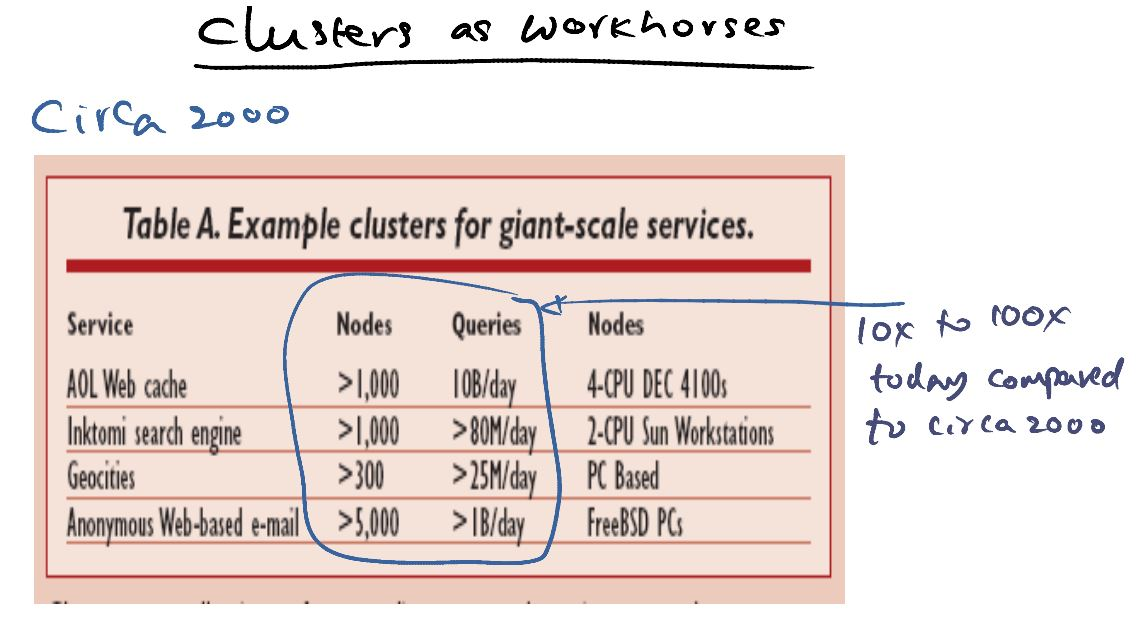 Clusters as workhorses
Circa 2000
Table A. Example clusters for giant-scale services.
Service Nodes Queries Nodes
AOL Web cache >1,000 10B/day 4-CPU DEC 4100s
Inktomi search engine >1,000 >80M/day 2-CPU Sun Workstations
Geocities >300 >25M/day PC Based
Anonymous Web-based e-mail >5,000 >1B/day FreeBSD PCs
10x to 100x
today compared
to circa 2000